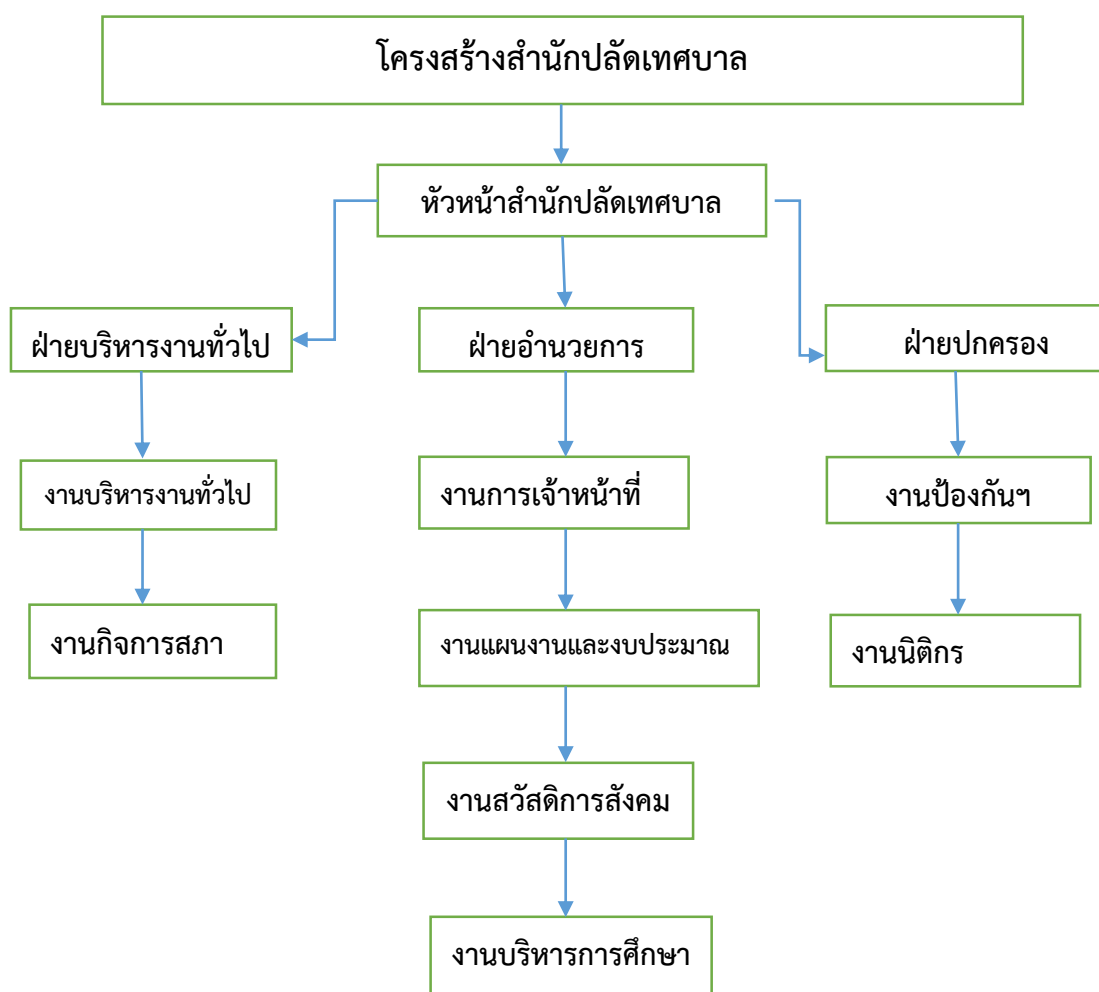 โครงสร้างสำนักปลัดเทศบาล
หัวหน้าสำนักปลัดเทศบาล
ฝ่ายบริหารงานทั่วไป
ฝ่ายอำนวยการ
ฝ่ายปกครอง
งานบริหารงานทั่วไป
งานการเจ้าหน้าที่
งานป้องกันฯ
งานกิจการสภา
งานแผนงานและงบประมาณ
งานนิติกร
งานสวัสดิการสังคม
งานบริหารการศึกษา